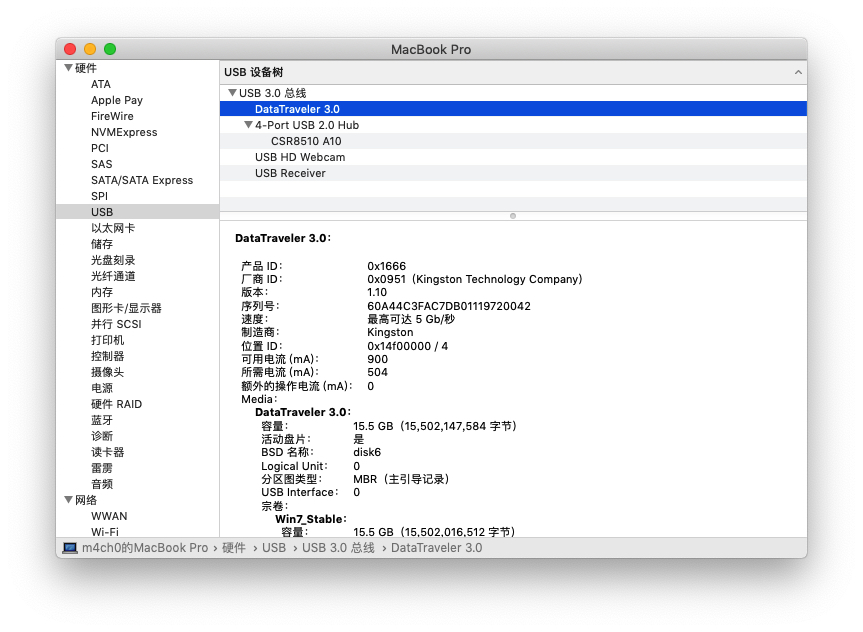 MacBook Pro
硬件
ATA
Apple Pay
FireWire
NVMExpress
PCI
SAS
SATA/SATA Express
SPI
USB
以太网卡
储存
光盘刻录
光纤通道
内存
图形卡/显示器
并行 SCSI
打印机
控制器
摄像头
电源
硬件 RAID
蓝牙
诊断
读卡器
雷雳
音频
网络
WWAN
Wi-Fi
USB 设备树
USB 3.0 总线
DataTraveler 3.0
4-Port USB 2.0 Hub
CSR8510 A10
USB HD Webcam
USB Receiver
DataTraveler 3.0：
产品 ID： 0x1666
厂商 ID： 0x0951（Kingston Technology Company）
版本： 1.10
序列号： 60A44C3FAC7DB01119720042
速度： 最高可达 5 Gb/秒
制造商： Kingston
位置 ID： 0x14f00000 / 4
可用电流 (mA)： 900
所需电流 (mA)： 504
额外的操作电流 (mA)： 0
Media：
DataTraveler 3.0：
容量： 15.5 GB（15,502,147,584 字节）
活动盘片： 是
BSD 名称： disk6
Logical Unit： 0
分区图类型： MBR（主引导记录）
USB Interface： 0
宗卷：
Win7_Stable：
容量： 15.5 GB（15,502,016,512 字节）
m4ch0的MacBook Pro › 硬件 › USB › USB 3.0 总线 › DataTraveler 3.0